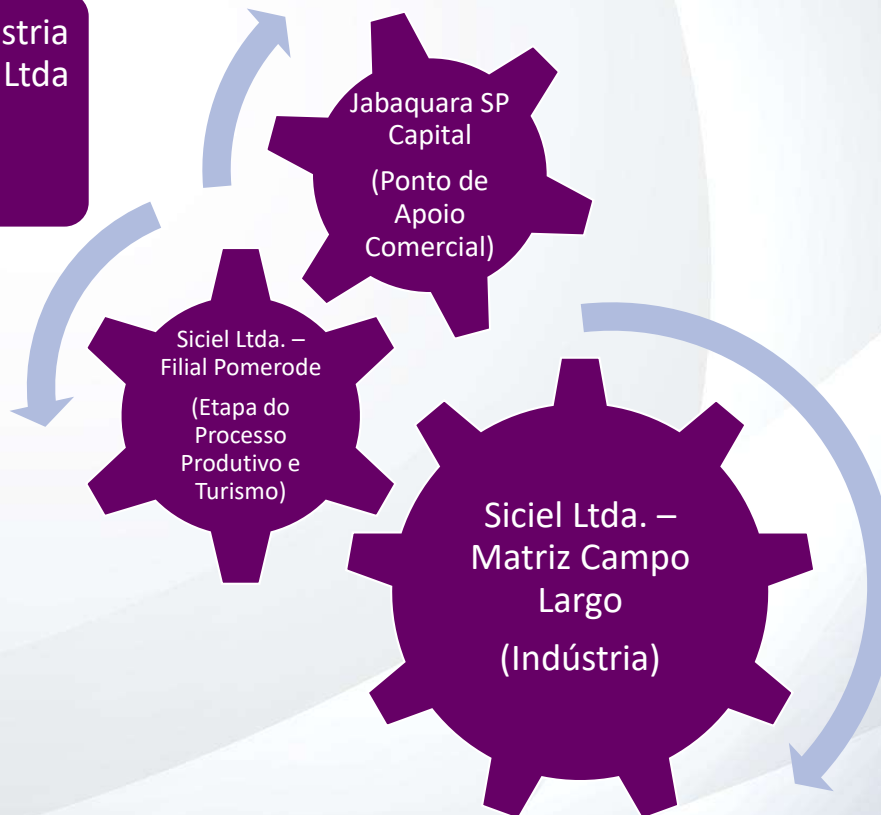 stria
Ltda
Jabaquara SP
Capital
(Ponto de
Apoio
Comercial)
Siciel Ltda. –
Filial Pomerode
(Etapa do
Processo
Produtivo e
Turismo)
Siciel Ltda. –
Matriz Campo
Largo
(Indústria)